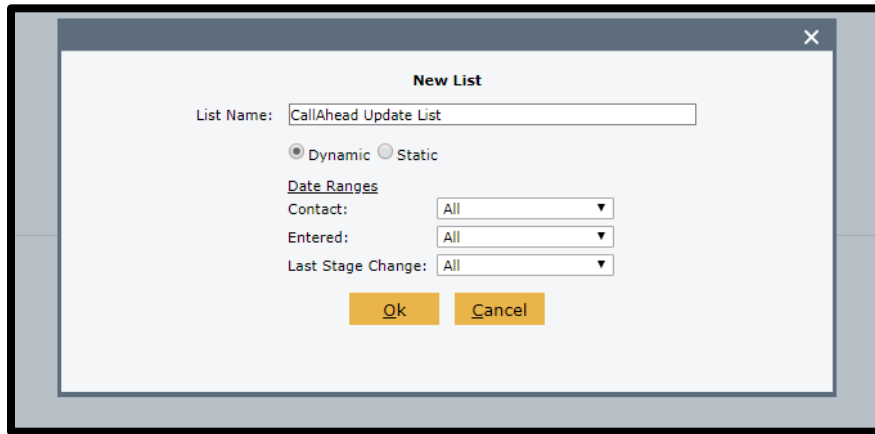 New List
List Name: CallAhead Update List
Dynamic Static
Date Ranges
Contact: All
Entered: All
Last Stage Change: All
Ok Cancel